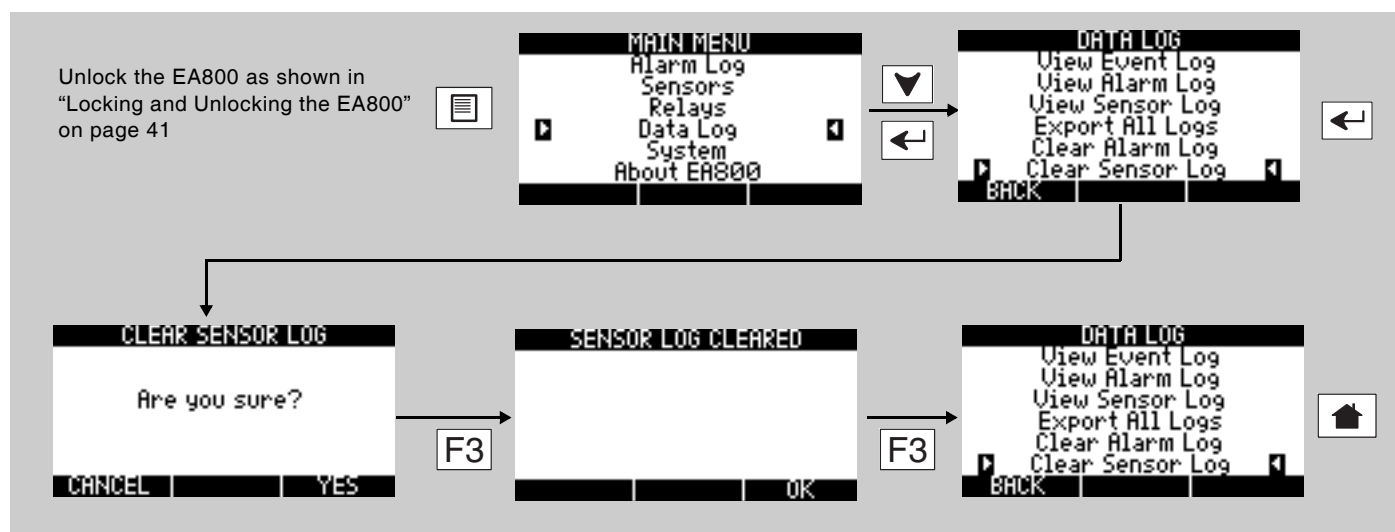 Unlock the EA800 as shown in
“Locking and Unlocking the EA800”
on page 41
MAIN MENU
Alarm Log
Sensors
Relays
Data Log
System
About EA800
DATA LOG
View Event Log
View Alarm Log
View Sensor Log
Export All Logs
Clear Alarm Log
Clear Sensor Log
BACK
CLEAR SENSOR LOG
Are you sure?
CANCEL YES
F3
SENSOR LOG CLEARED
OK
F3
DATA LOG
View Event Log
View Alarm Log
View Sensor Log
Export All Logs
Clear Alarm Log
Clear Sensor Log
BACK